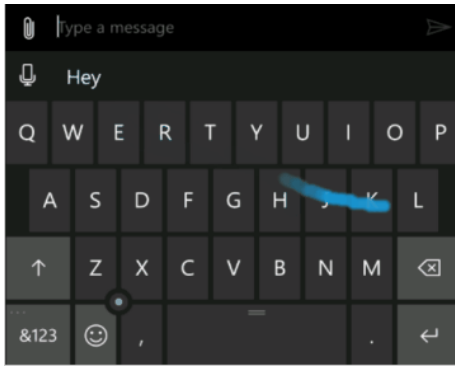 Type a message
Hey
Q W E R T Y U I O P
A S D F G H J K L
Z X C V B N M
&123 , .